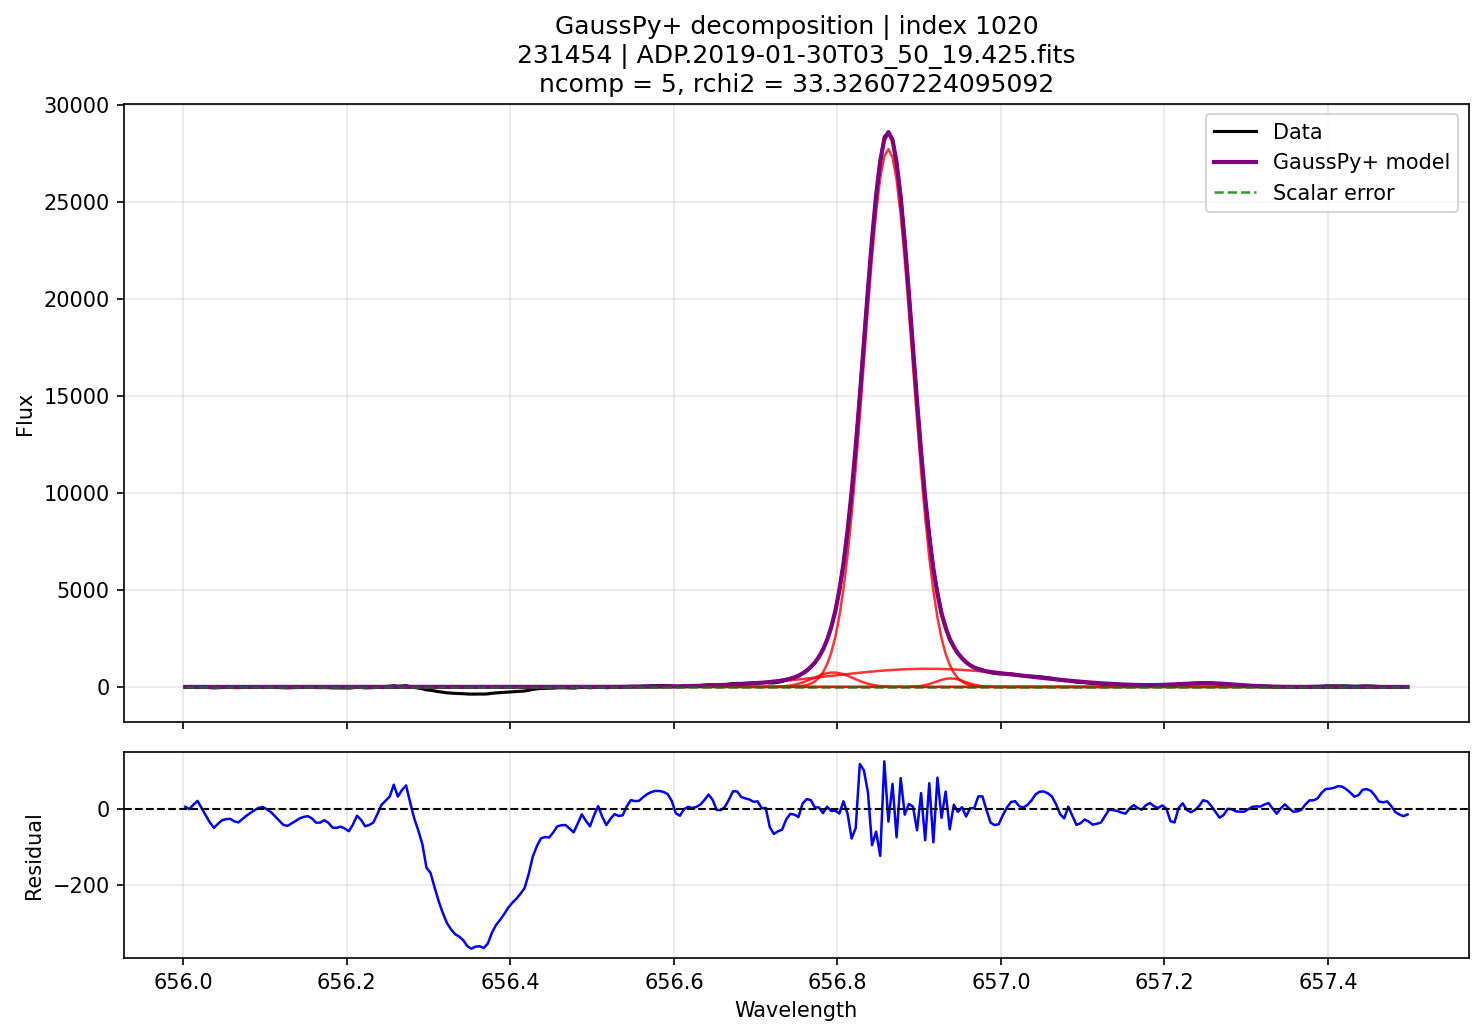 GaussPy+ decomposition | index 1020
231454 | ADP.2019-01-30T03_50_19.425.fits
ncomp = 5, rchi2 = 33.32607224095092
30000
25000
20000
15000
10000
5000
0
Flux
Data
GaussPy+ model
Scalar error
0
−200
Residual
656.0
656.2
656.4
656.6
656.8
657.0
657.2
657.4
Wavelength